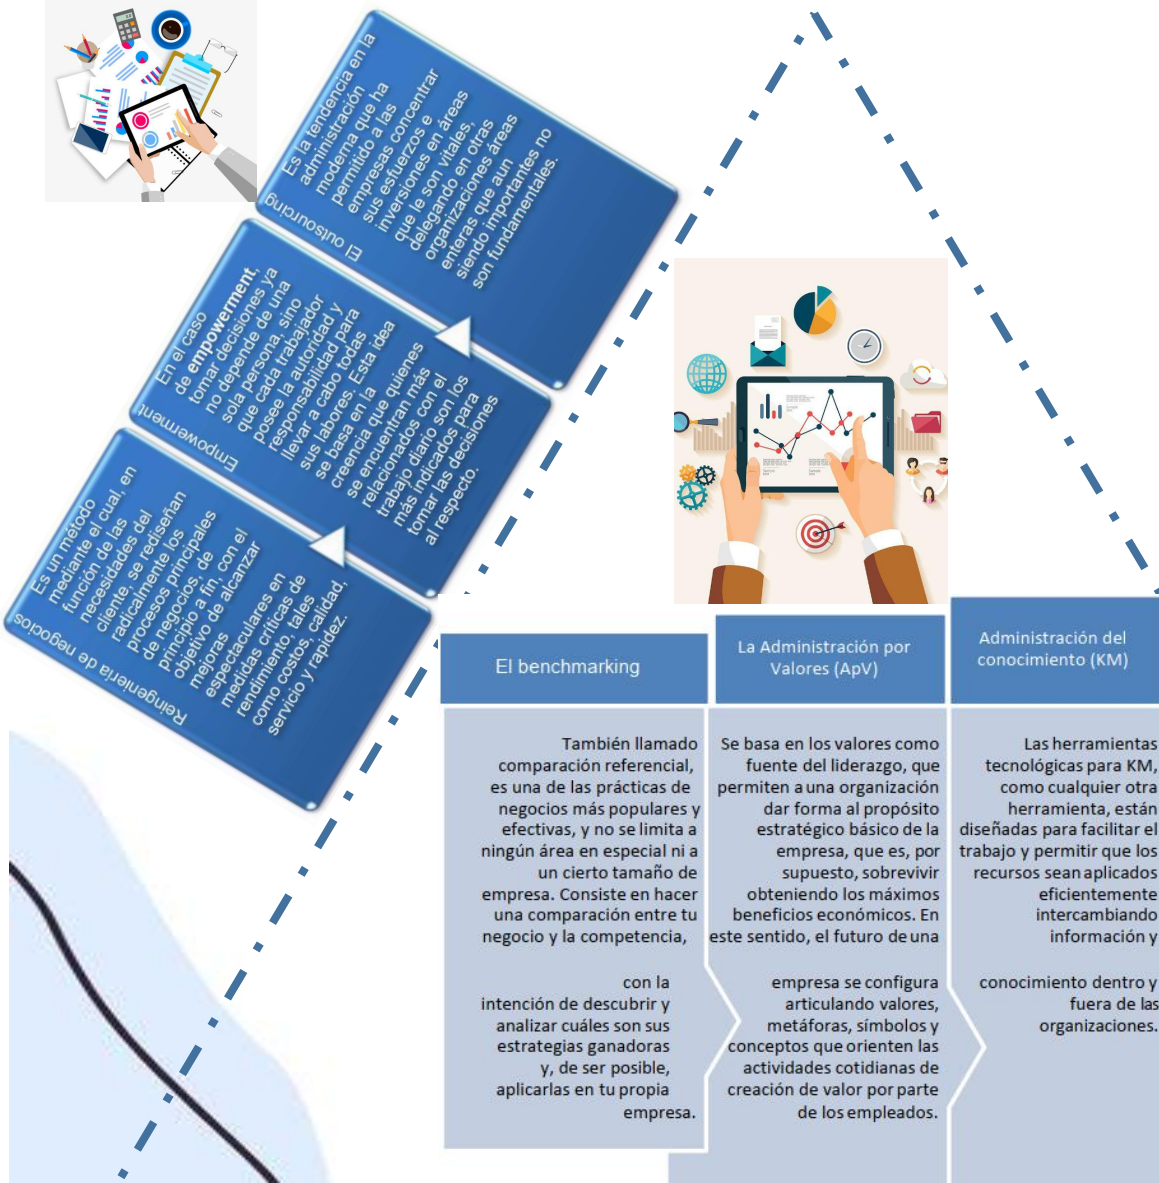 El outsourcing
Es la tendencia en la
administración
moderna que ha
permitido a las
empresas concentrar
sus esfuerzos e
inversiones en áreas
que le son vitales,
delegando en otras
organizaciones áreas
enteras que aun
siendo importantes no
son fundamentales.
Empowerment
En el caso
de empowerment,
tomar decisiones ya
no depende de una
sola persona, sino
que cada trabajador
posee la autoridad y
responsabilidad para
llevar a cabo todas
sus labores. Esta idea
se basa en la
creencia que quienes
se encuentran más
relacionados con el
trabajo diario son los
más indicados para
tomar las decisiones
al respecto.
Reingeniería de negocios
Es un método
mediante el cual, en
función de las
necesidades del
cliente, se rediseñan
radicalmente los
procesos principales
de negocios, de
principio a fin, con el
objetivo de alcanzar
mejoras
espectaculares en
medidas críticas de
rendimiento, tales
como costos, calidad,
servicio y rapidez.
El benchmarking
También llamado
comparación referencial,
es una de las prácticas de
negocios más populares y
efectivas, y no se limita a
ningún área en especial ni a
un cierto tamaño de
empresa. Consiste en hacer
una comparación entre tu
negocio y la competencia,
con la
intención de descubrir y
analizar cuáles son sus
estrategias ganadoras
y, de ser posible,
aplicarlas en tu propia
empresa.
La Administración por
Valores (ApV)
Se basa en los valores como
fuente del liderazgo, que
permiten a una organización
dar forma al propósito
estratégico básico de la
empresa, que es, por
supuesto, sobrevivir
obteniendo los máximos
beneficios económicos. En
este sentido, el futuro de una
empresa se configura
articulando valores,
metáforas, símbolos y
conceptos que orienten las
actividades cotidianas de
creación de valor por parte
de los empleados.
Administración del
conocimiento (KM)
Las herramientas
tecnológicas para KM,
como cualquier otra
herramienta, están
diseñadas para facilitar el
trabajo y permitir que los
recursos sean aplicados
eficientemente
intercambiando
información y
conocimiento dentro y
fuera de las
organizaciones.